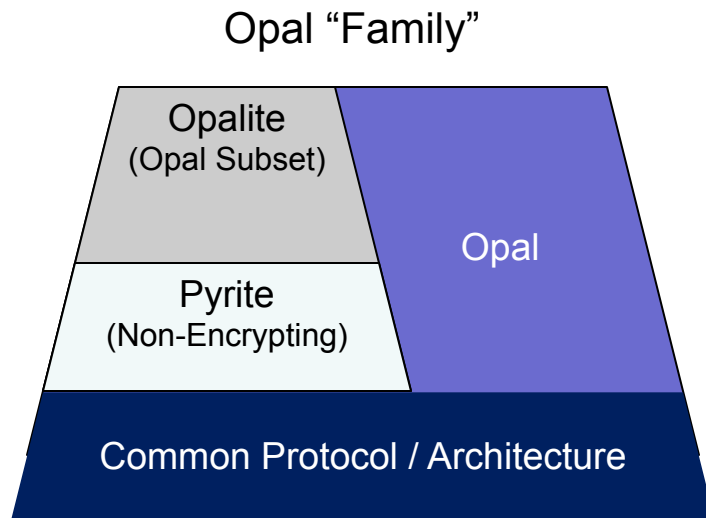 Opal “Family”
Opalite
(Opal Subset)
Opal
Pyrite
(Non-Encrypting)
Common Protocol / Architecture